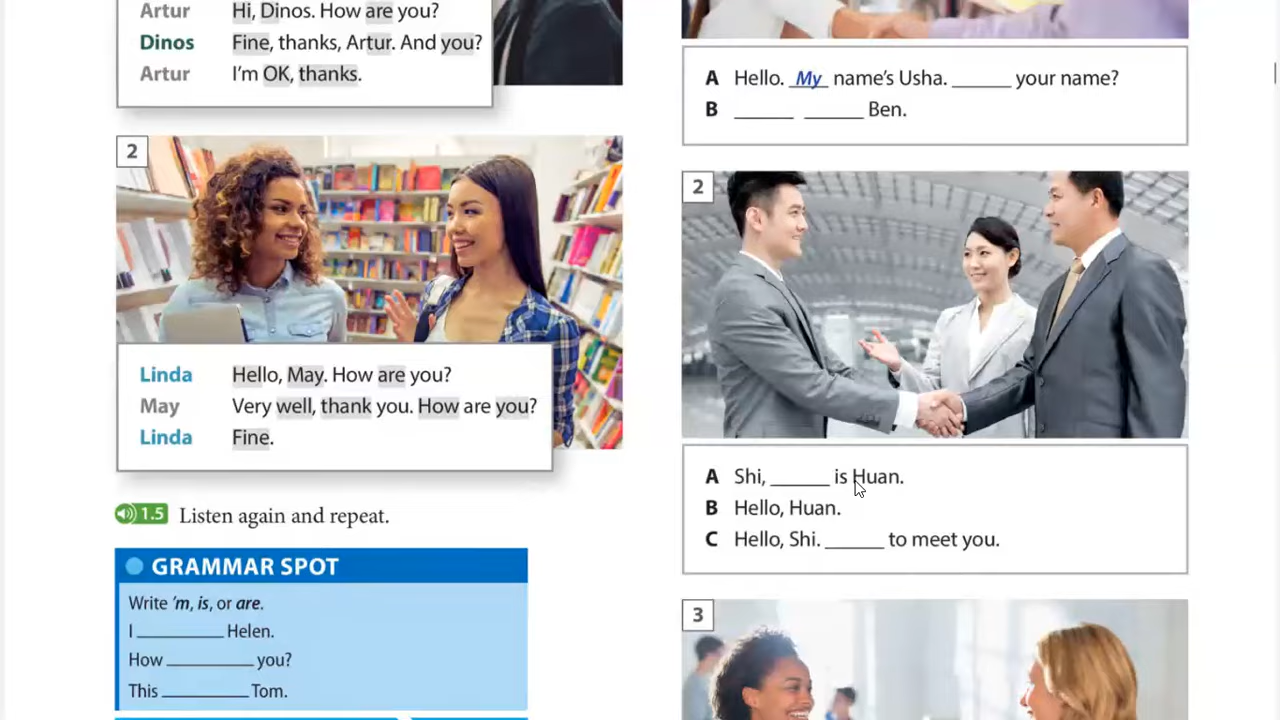 Artur Hi, Dinos. How are you?
Dinos Fine, thanks, Artur. And you?
Artur I'm OK, thanks.
2
Linda Hello, May. How are you?
May Very well, thank you. How are you?
Linda Fine.
1.5 Listen again and repeat.
GRAMMAR SPOT
Write 'm, is, or are.
I __________ Helen.
How __________ you?
This __________ Tom.
A Hello. My name's Usha. ______ your name?
B ______ ______ Ben.
2
A Shi, ______ is Huan.
B Hello, Huan.
C Hello, Shi. ______ to meet you.
3